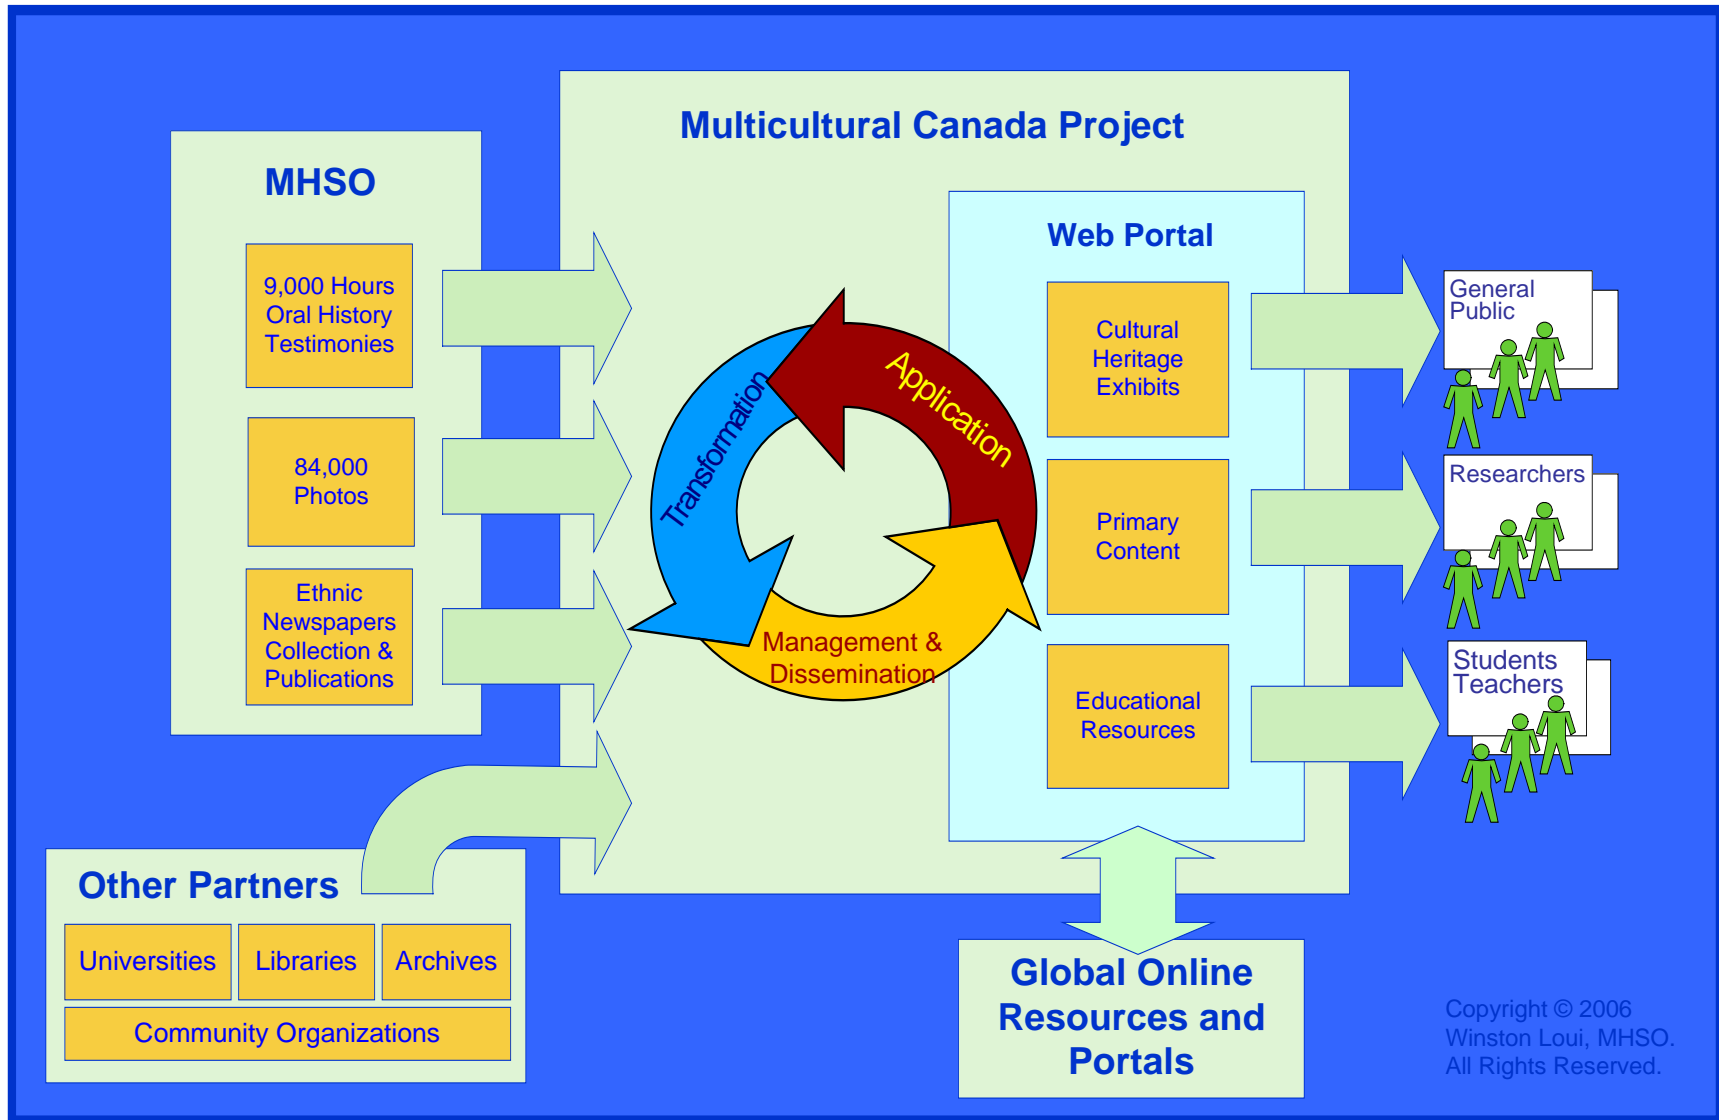 Multicultural Canada Project
MHSO
9,000 Hours
Oral History
Testimonies
84,000
Photos
Ethnic
Newspapers
Collection &
Publications
Other Partners
Universities
Libraries
Archives
Community Organizations
Transformation
Application
Management &
Dissemination
Web Portal
Cultural
Heritage
Exhibits
Primary
Content
Educational
Resources
General
Public
Researchers
Students
Teachers
Global Online
Resources and
Portals
Copyright © 2006
Winston Loui, MHSO.
All Rights Reserved.